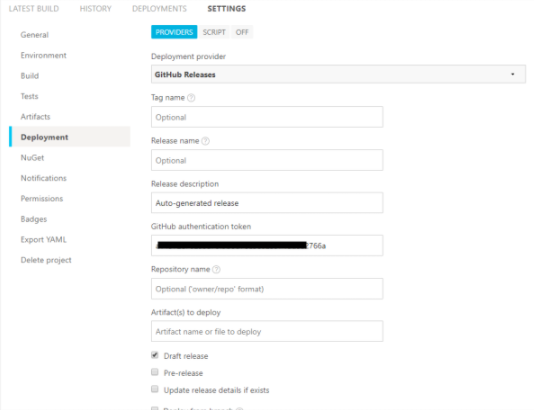 LATEST BUILD HISTORY DEPLOYMENTS SETTINGS
General
Environment
Build
Tests
Artifacts
Deployment
NuGet
Notifications
Permissions
Badges
Export YAML
Delete project
PROVIDERS SCRIPT OFF
Deployment provider
GitHub Releases
Tag name ?
Optional
Release name ?
Optional
Release description
Auto-generated release
GitHub authentication token
2766a
Repository name ?
Optional ('owner/repo' format)
Artifact(s) to deploy
Artifact name or file to deploy
Draft release
Pre-release
Update release details if exists